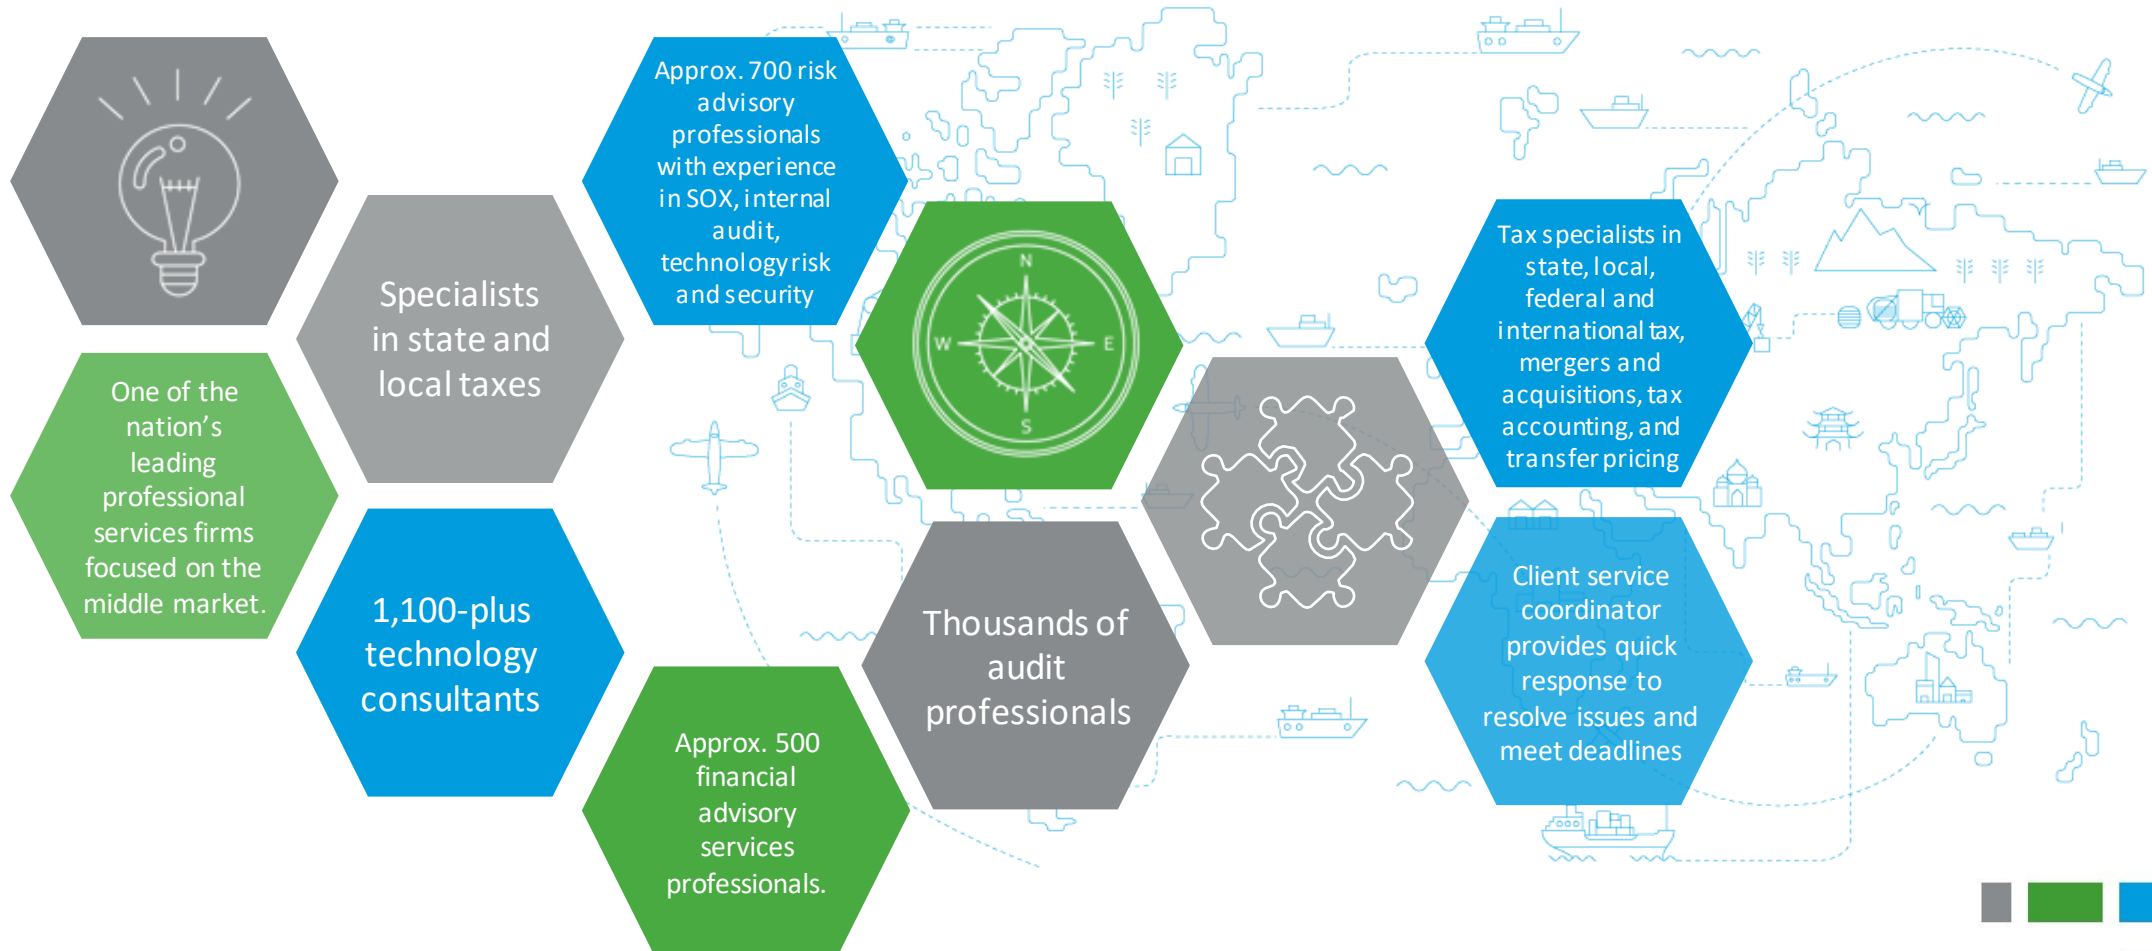 One of the
nation’s
leading
professional
services firms
focused on the
middle market.
Specialists
in state and
local taxes
1,100-plus
technology
consultants
Approx. 700 risk
advisory
professionals
with experience
in SOX, internal
audit,
technology risk
and security
Approx. 500
financial
advisory
services
professionals.
N
W
E
S
Thousands of
audit
professionals
Tax specialists in
state, local,
federal and
international tax,
mergers and
acquisitions, tax
accounting, and
transfer pricing
Client service
coordinator
provides quick
response to
resolve issues and
meet deadlines